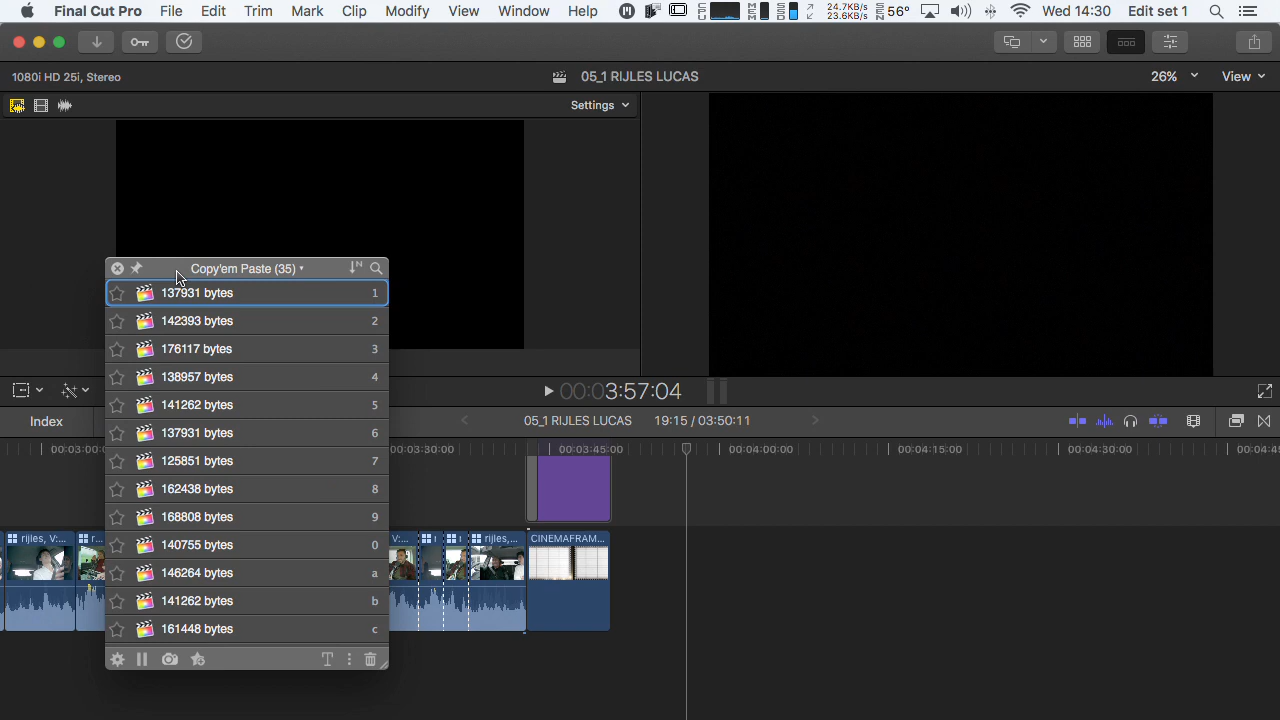 Final Cut Pro File Edit Trim Mark Clip Modify View Window Help 24.7KB/s 23.6KB/s 56° Wed 14:30 Edit set 1
1080i HD 25i, Stereo 05_1 RIJLES LUCAS 26% View
Settings
Copy'em Paste (35)
137931 bytes 1
142393 bytes 2
176117 bytes 3
138957 bytes 4
141262 bytes 5
137931 bytes 6
125851 bytes 7
162438 bytes 8
168808 bytes 9
140755 bytes 0
146264 bytes a
141262 bytes b
161448 bytes c
00:03:57:04
Index 05_1 RIJLES LUCAS 19:15 / 03:50:11
00:03:00 00:03:30:00 00:03:45:00 00:04:00:00 00:04:15:00 00:04:30:00 00:04:4
rijles, V:... r... V:... rijles,... CINEMAFRAM...